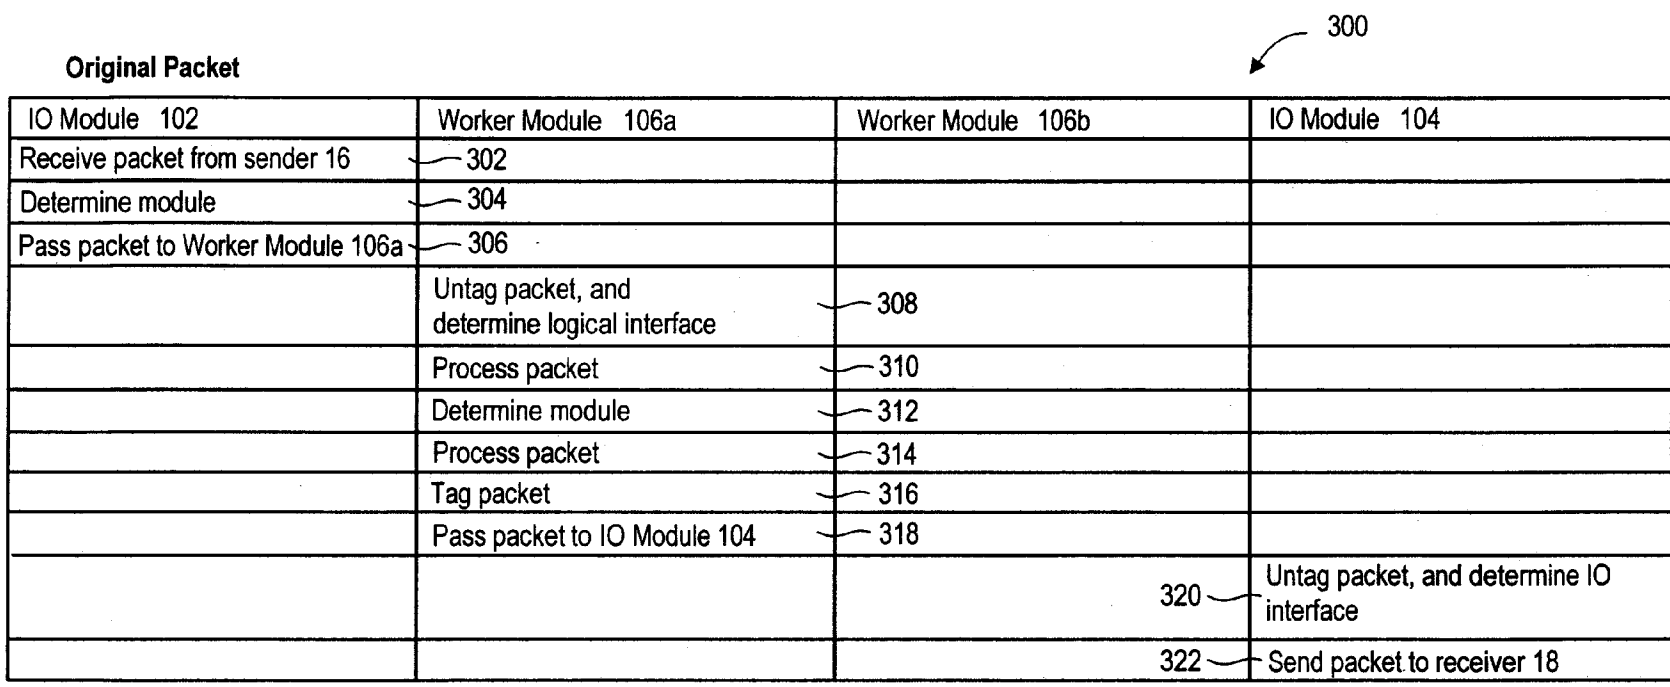 300
Original Packet
IO Module 102 Worker Module 106a Worker Module 106b IO Module 104
Receive packet from sender 16 302
Determine module 304
Pass packet to Worker Module 106a 306
Untag packet, and
determine logical interface 308
Process packet 310
Determine module 312
Process packet 314
Tag packet 316
Pass packet to IO Module 104 318
320 Untag packet, and determine IO
interface
322 Send packet to receiver 18